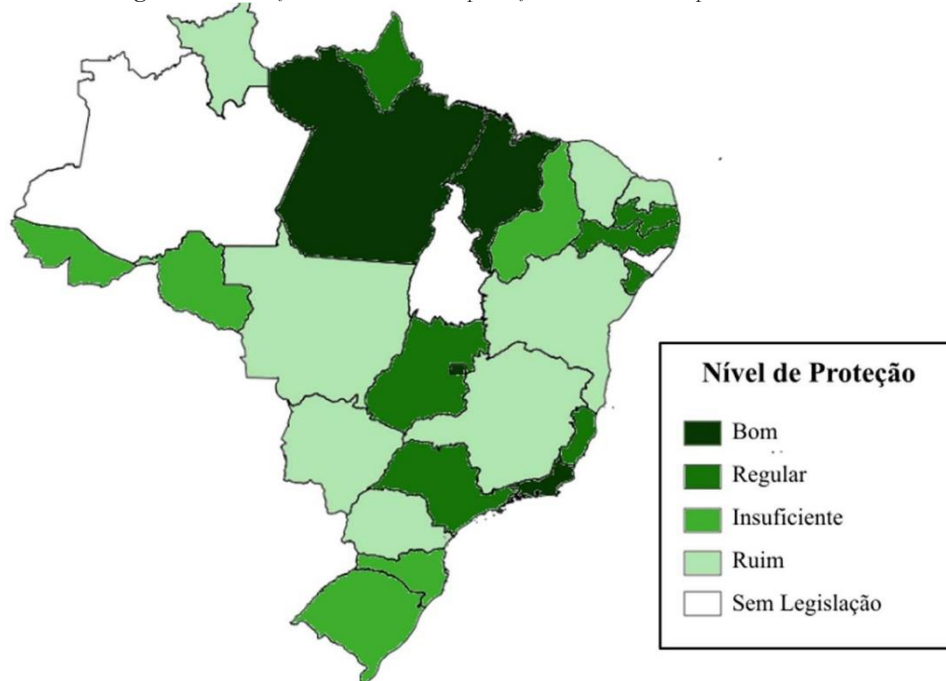 Nível de Proteção
Bom
Regular
Insuficiente
Ruim
Sem Legislação